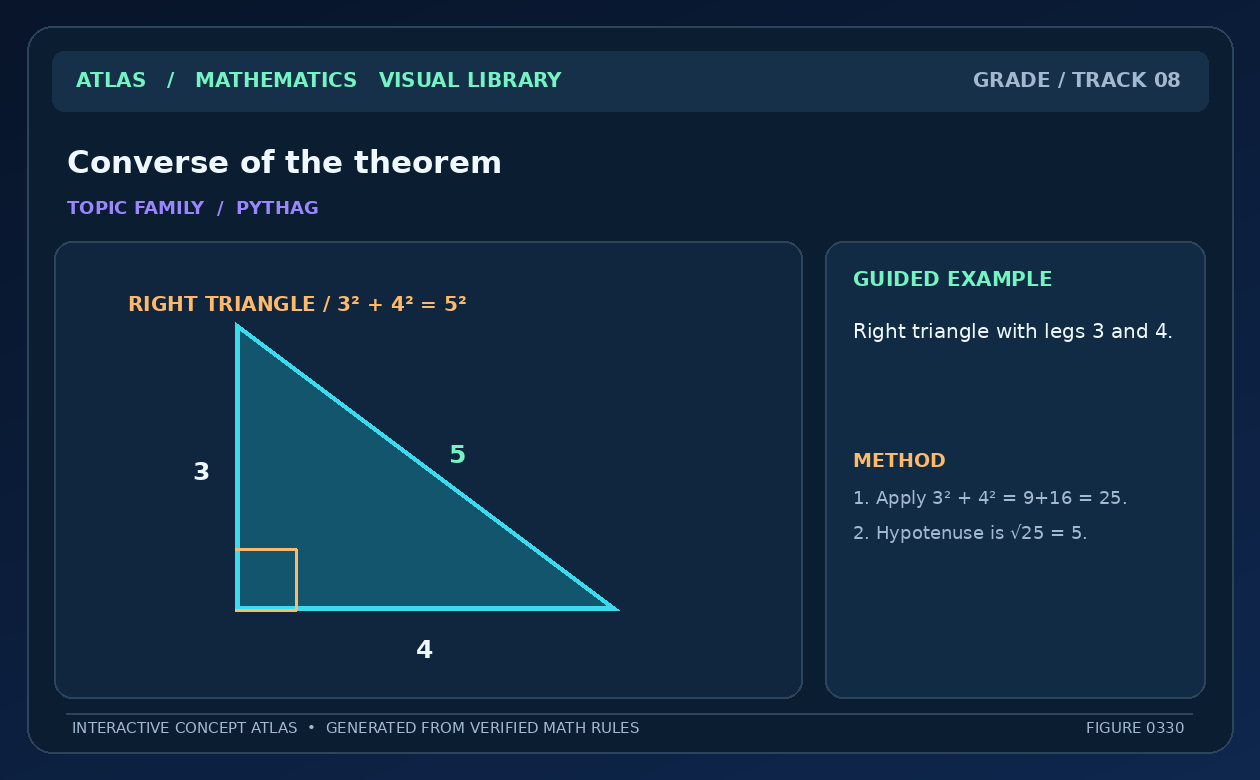 ATLAS / MATHEMATICS VISUAL LIBRARY
GRADE / TRACK 08
Converse of the theorem
TOPIC FAMILY / PYTHAG
RIGHT TRIANGLE / 3² + 4² = 5²
3
5
4
GUIDED EXAMPLE
Right triangle with legs 3 and 4.
METHOD
1. Apply 3² + 4² = 9+16 = 25.
2. Hypotenuse is √25 = 5.
INTERACTIVE CONCEPT ATLAS • GENERATED FROM VERIFIED MATH RULES
FIGURE 0330